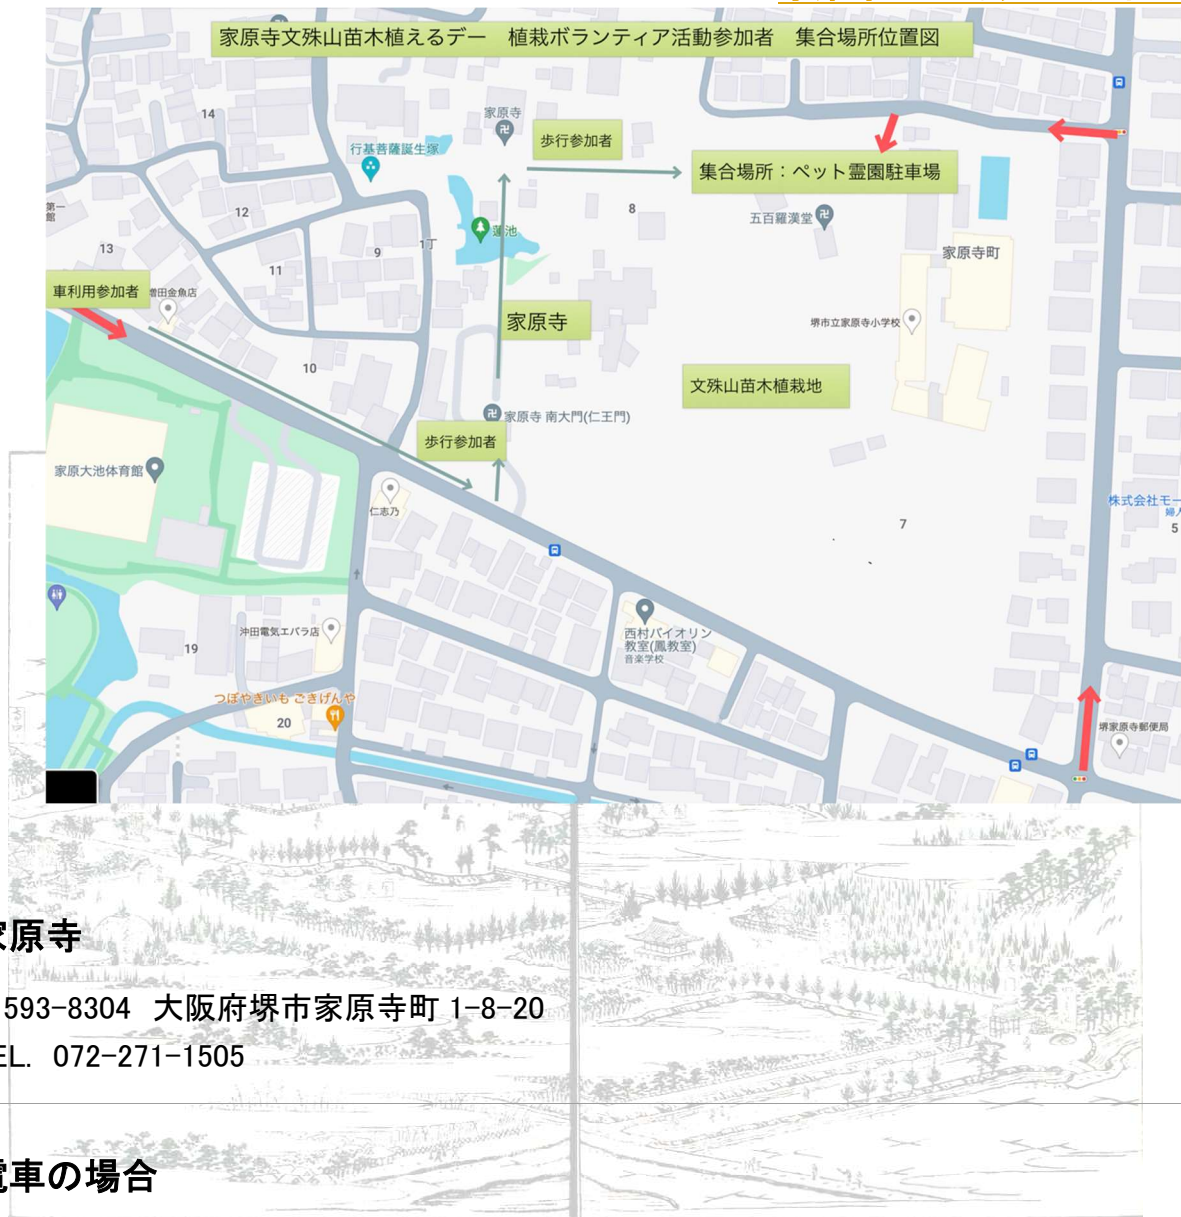 家原寺文殊山苗木植えるデー　植栽ボランティア活動参加者　集合場所位置図
14
家原寺
歩行参加者
行基菩薩誕生塚
集合場所：ペット霊園駐車場
12
8
五百羅漢堂
蓮池
13
9
1丁
家原寺町
11
車利用参加者
増田金魚店
家原寺
堺市立家原寺小学校
10
文殊山苗木植栽地
家原寺 南大門(仁王門)
歩行参加者
家原大池体育館
仁志乃
株式会社モー
婦人
7
5
西村バイオリン
教室(鳳教室)
音楽学校
沖田電気エバラ店
19
つぼやきいも ごきげんや
20
堺家原寺郵便局
家原寺
593-8304 大阪府堺市家原寺町 1-8-20
EL. 072-271-1505
電車の場合